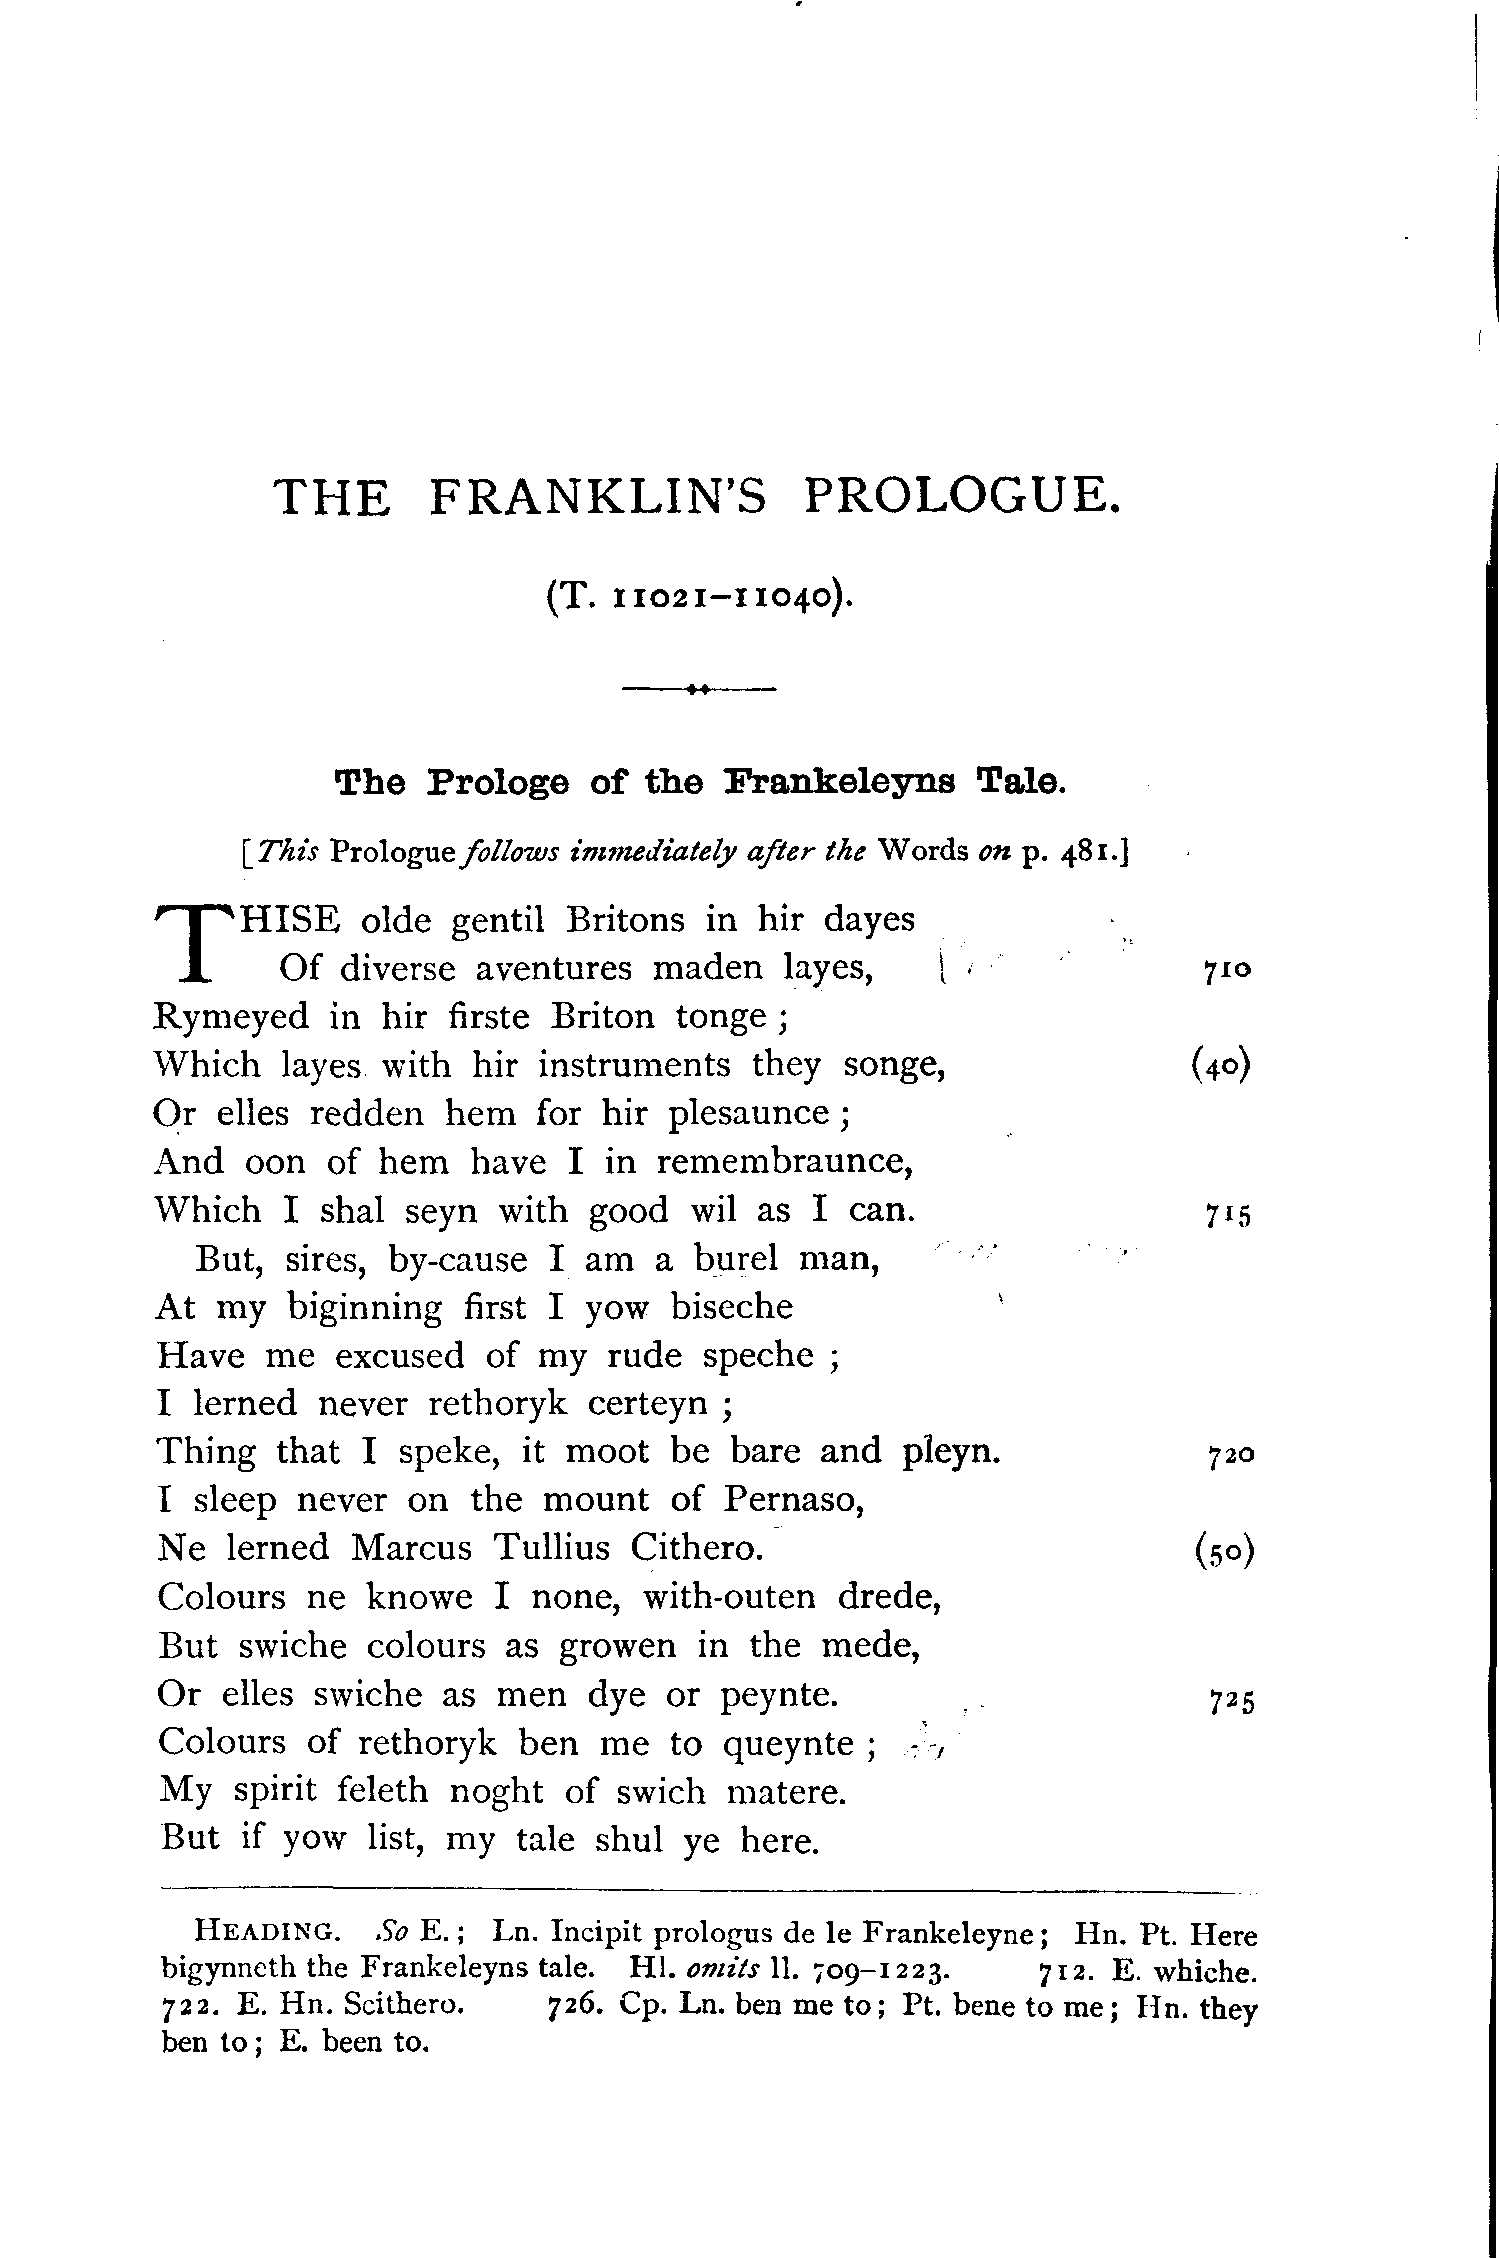 THE FRANKLIN'S PROLOGUE.
(T. 11021–11040).
The Prologe of the Frankeleyns Tale.
[This Prologue follows immediately after the Words on p. 481.]
THISE olde gentil Britons in hir dayes
Of diverse aventures maden layes, 710
Rymeyed in hir firste Briton tonge ;
Which layes with hir instruments they songe, (40)
Or elles redden hem for hir plesaunce ;
And oon of hem have I in remembraunce,
Which I shal seyn with good wil as I can. 715
But, sires, by-cause I am a burel man,
At my biginning first I yow biseche
Have me excused of my rude speche ;
I lerned never rethoryk certeyn ;
Thing that I speke, it moot be bare and pleyn. 720
I sleep never on the mount of Pernaso,
Ne lerned Marcus Tullius Cithero. (50)
Colours ne knowe I none, with-outen drede,
But swiche colours as growen in the mede,
Or elles swiche as men dye or peynte. 725
Colours of rethoryk ben me to queynte ;
My spirit feleth noght of swich matere.
But if yow list, my tale shul ye here.
HEADING. So E. ; Ln. Incipit prologus de le Frankeleyne ; Hn. Pt. Here
bigynneth the Frankeleyns tale. Hl. omits ll. 709–1223. 712. E. whiche.
722. E. Hn. Scithero. 726. Cp. Ln. ben me to ; Pt. bene to me ; Hn. they
ben to ; E. been to.